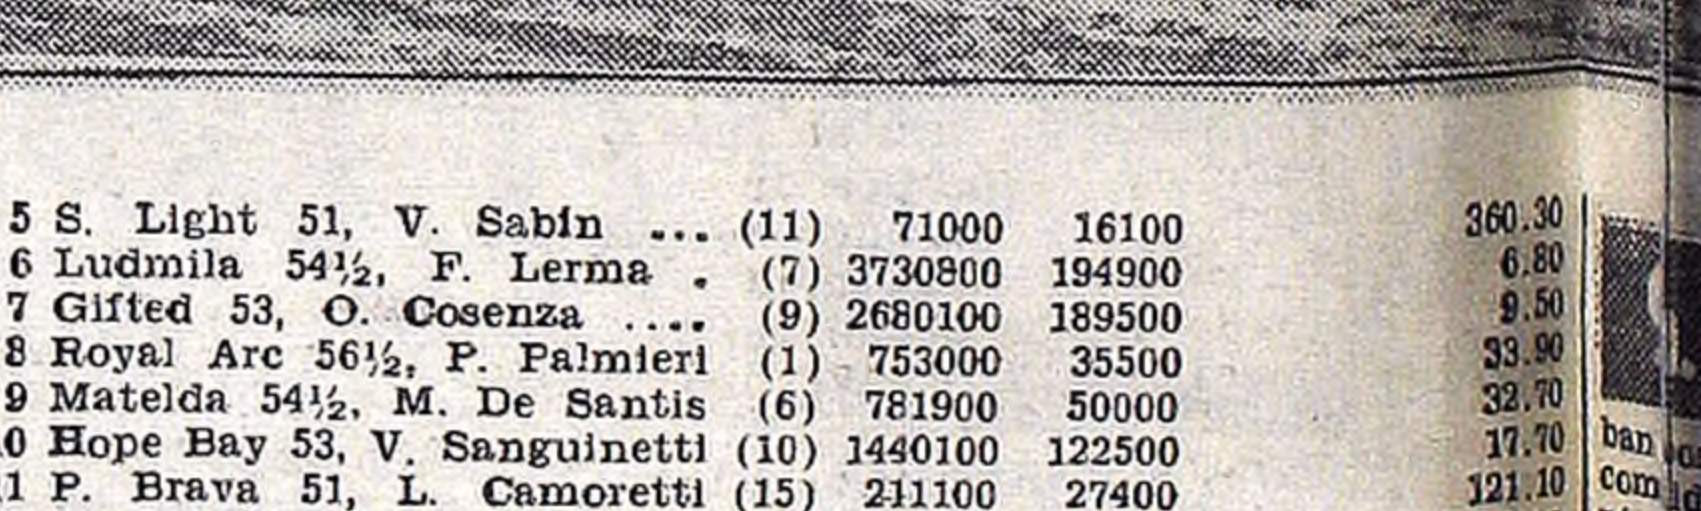 5 S. Light 51, V. Sabin ... (11) 71000 16100 360.30
6 Ludmila 54½, F. Lerma . (7) 3730800 194900 6.80
7 Gifted 53, O. Cosenza .... (9) 2680100 189500 9.50
8 Royal Arc 56½, P. Palmieri (1) 753000 35500 33.90
9 Matelda 54½, M. De Santis (6) 781900 50000 32.70
0 Hope Bay 53, V. Sanguinetti (10) 1440100 122500 17.70
1 P. Brava 51, L. Camoretti (15) 211100 27400 121.10
ban
com